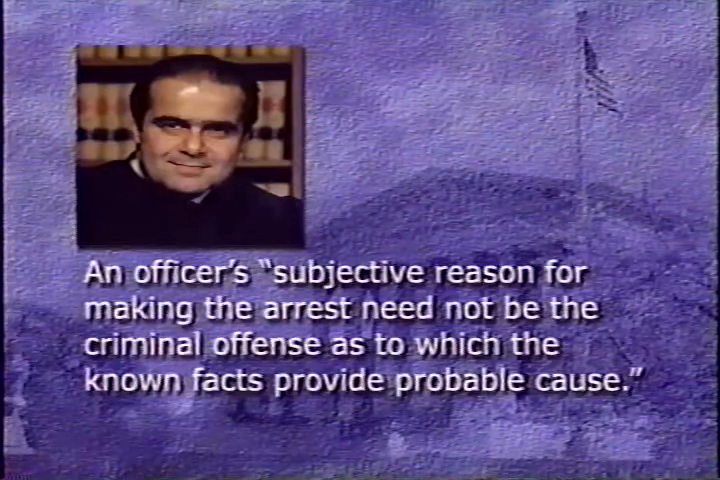 An officer's “subjective reason for
making the arrest need not be the
criminal offense as to which the
known facts provide probable cause.”